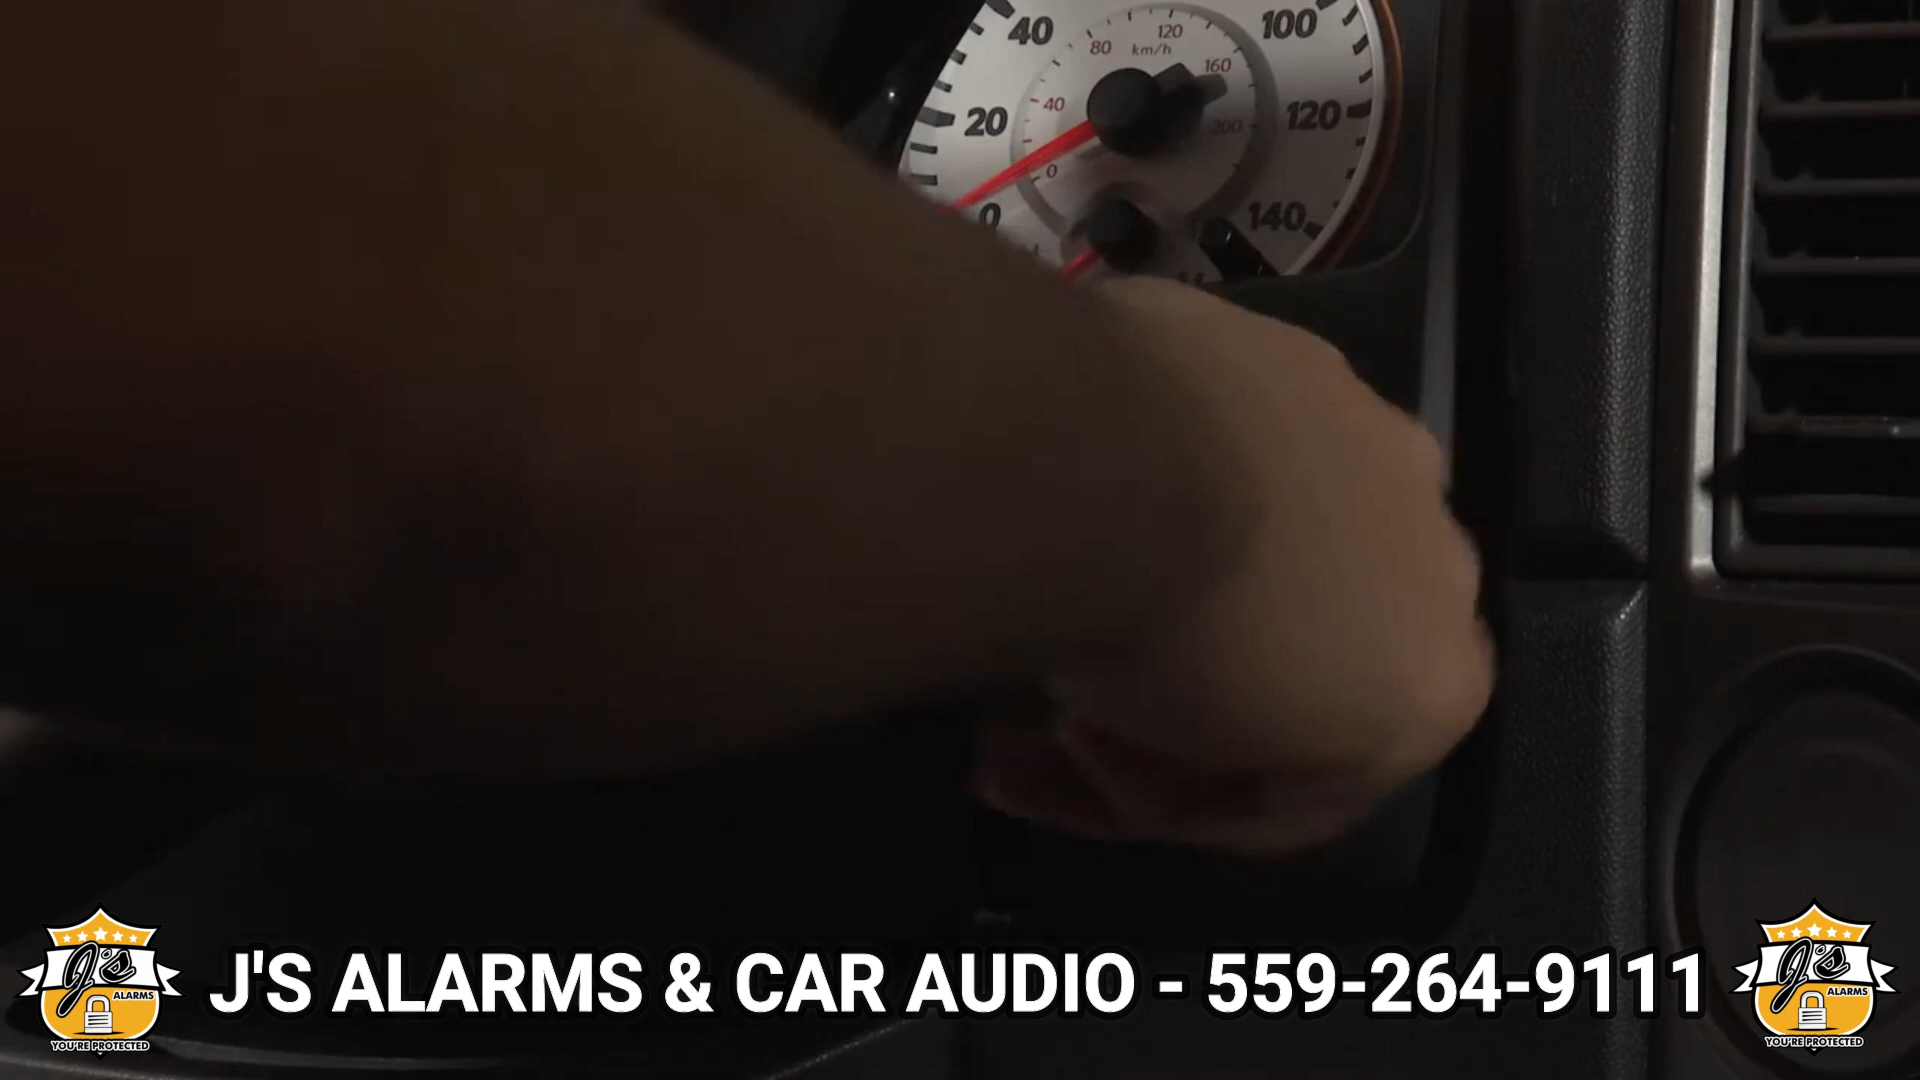 40
100
120
80
km/h
160
40
20
120
200
0
0
140
J's
ALARMS
YOU'RE PROTECTED
J'S ALARMS & CAR AUDIO - 559-264-9111
J's
ALARMS
YOU'RE PROTECTED